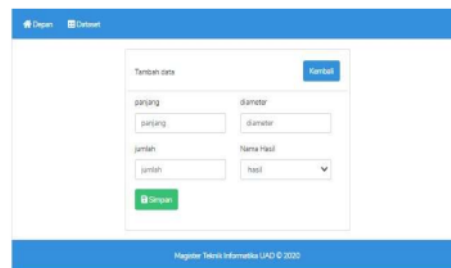 Depan Dataset
Tambah data Kembali
panjang diameter
panjang diameter
jumlah Nama Hasil
jumlah hasil
Simpan
Magister Teknik Informatika UAD © 2020